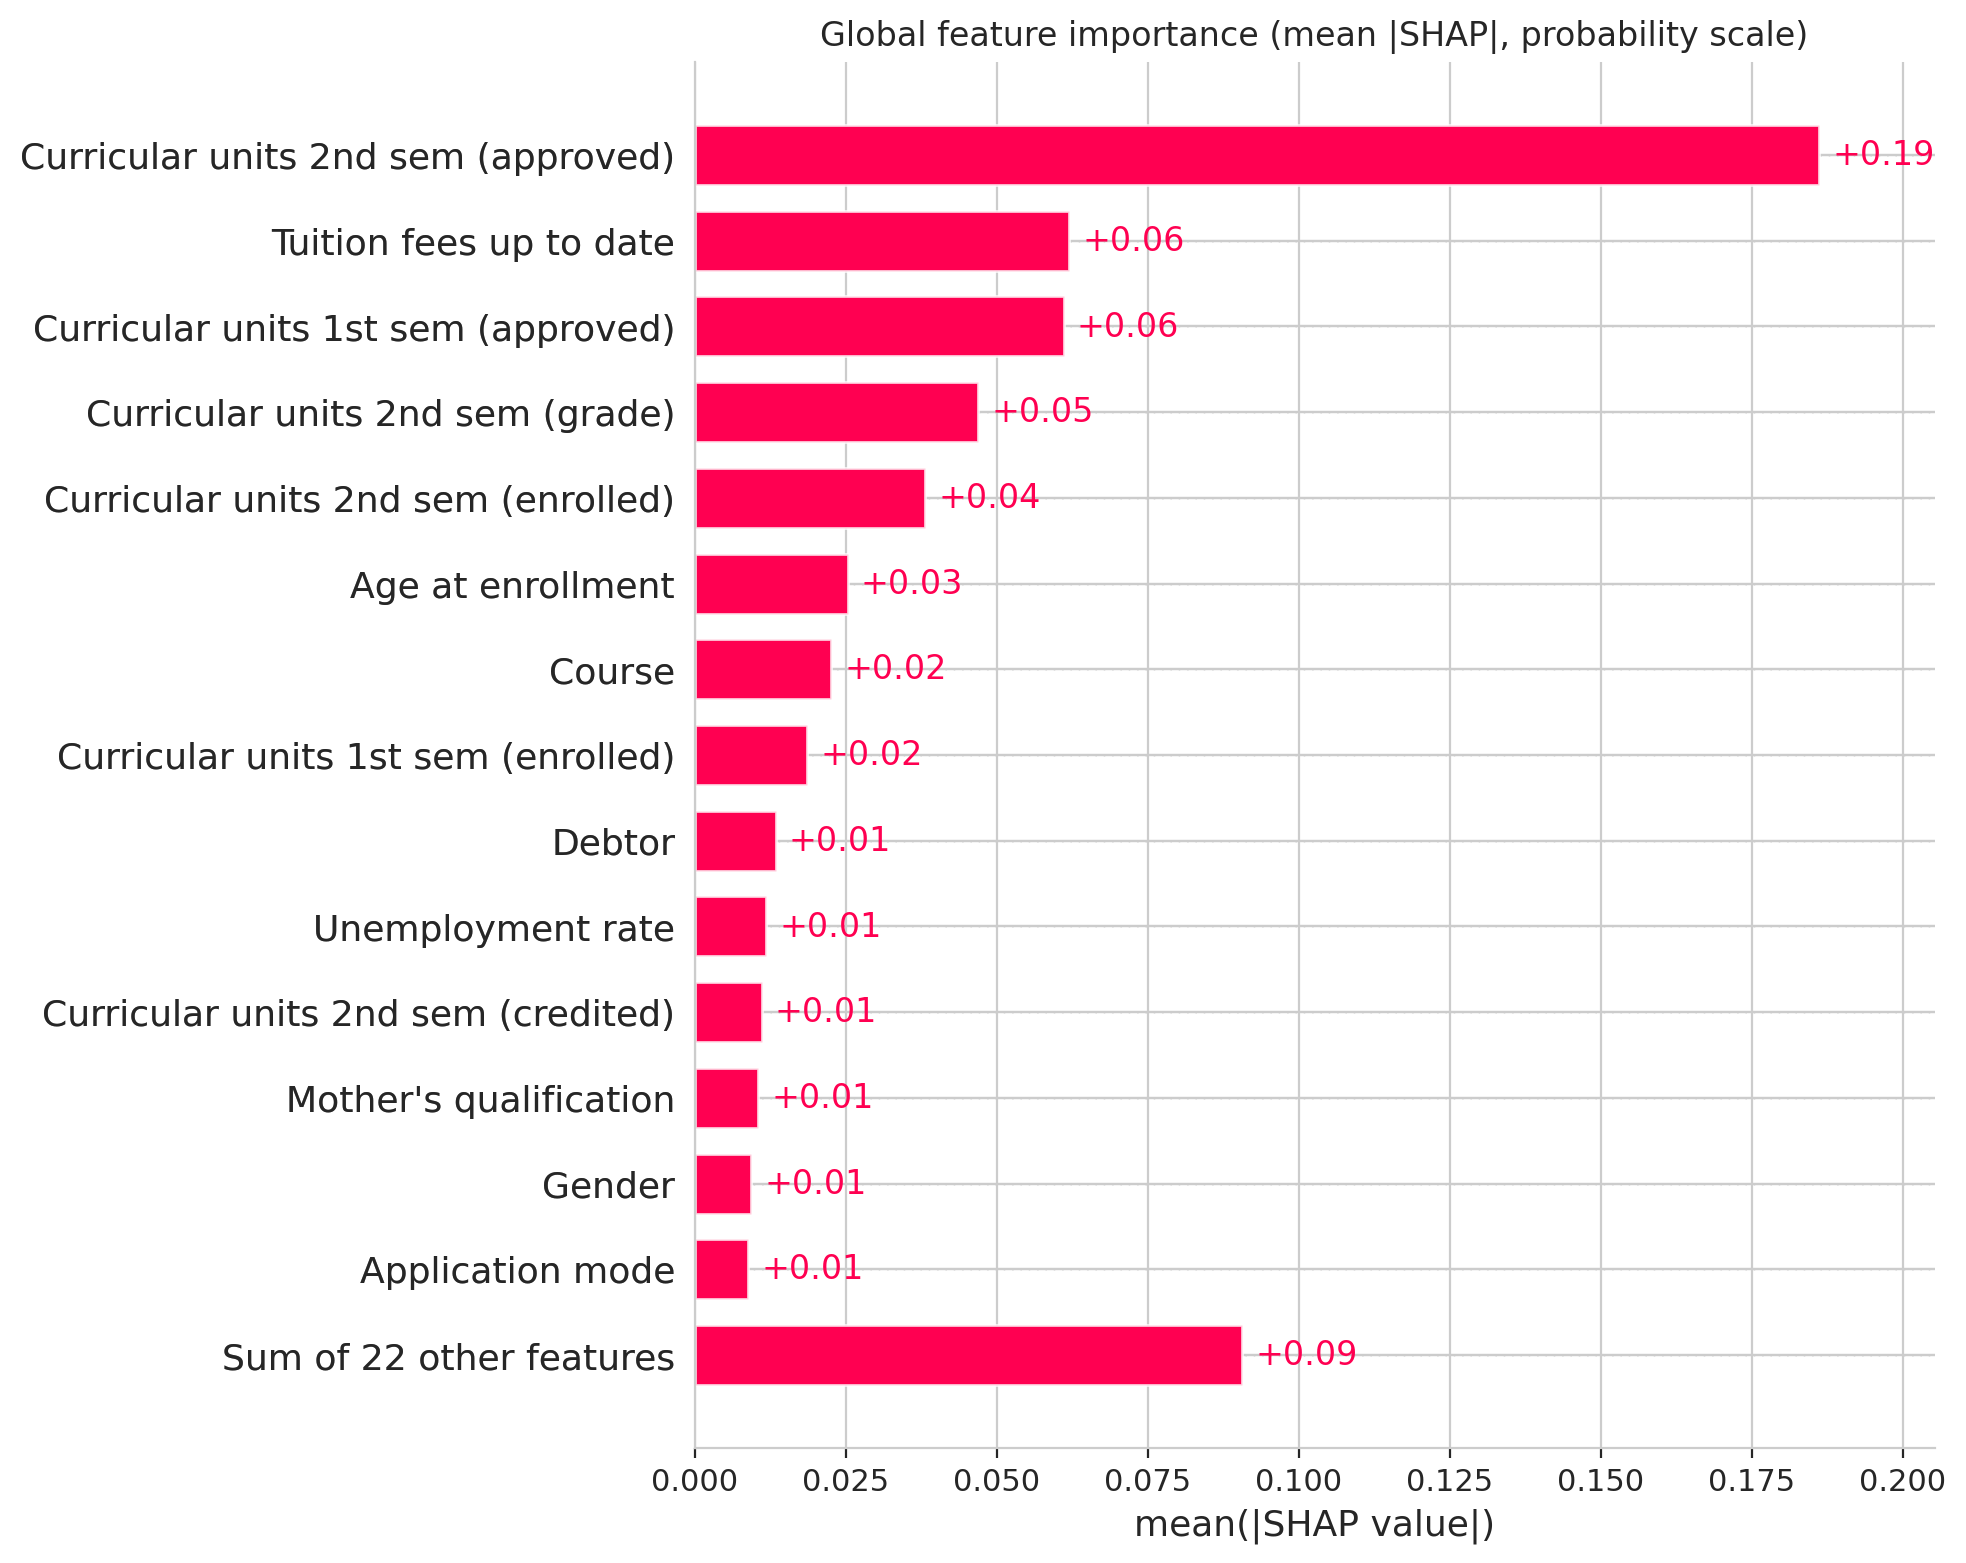 Global feature importance (mean |SHAP|, probability scale)
Curricular units 2nd sem (approved) +0.19
Tuition fees up to date +0.06
Curricular units 1st sem (approved) +0.06
Curricular units 2nd sem (grade) +0.05
Curricular units 2nd sem (enrolled) +0.04
Age at enrollment +0.03
Course +0.02
Curricular units 1st sem (enrolled) +0.02
Debtor +0.01
Unemployment rate +0.01
Curricular units 2nd sem (credited) +0.01
Mother's qualification +0.01
Gender +0.01
Application mode +0.01
Sum of 22 other features +0.09
0.000 0.025 0.050 0.075 0.100 0.125 0.150 0.175 0.200
mean(|SHAP value|)